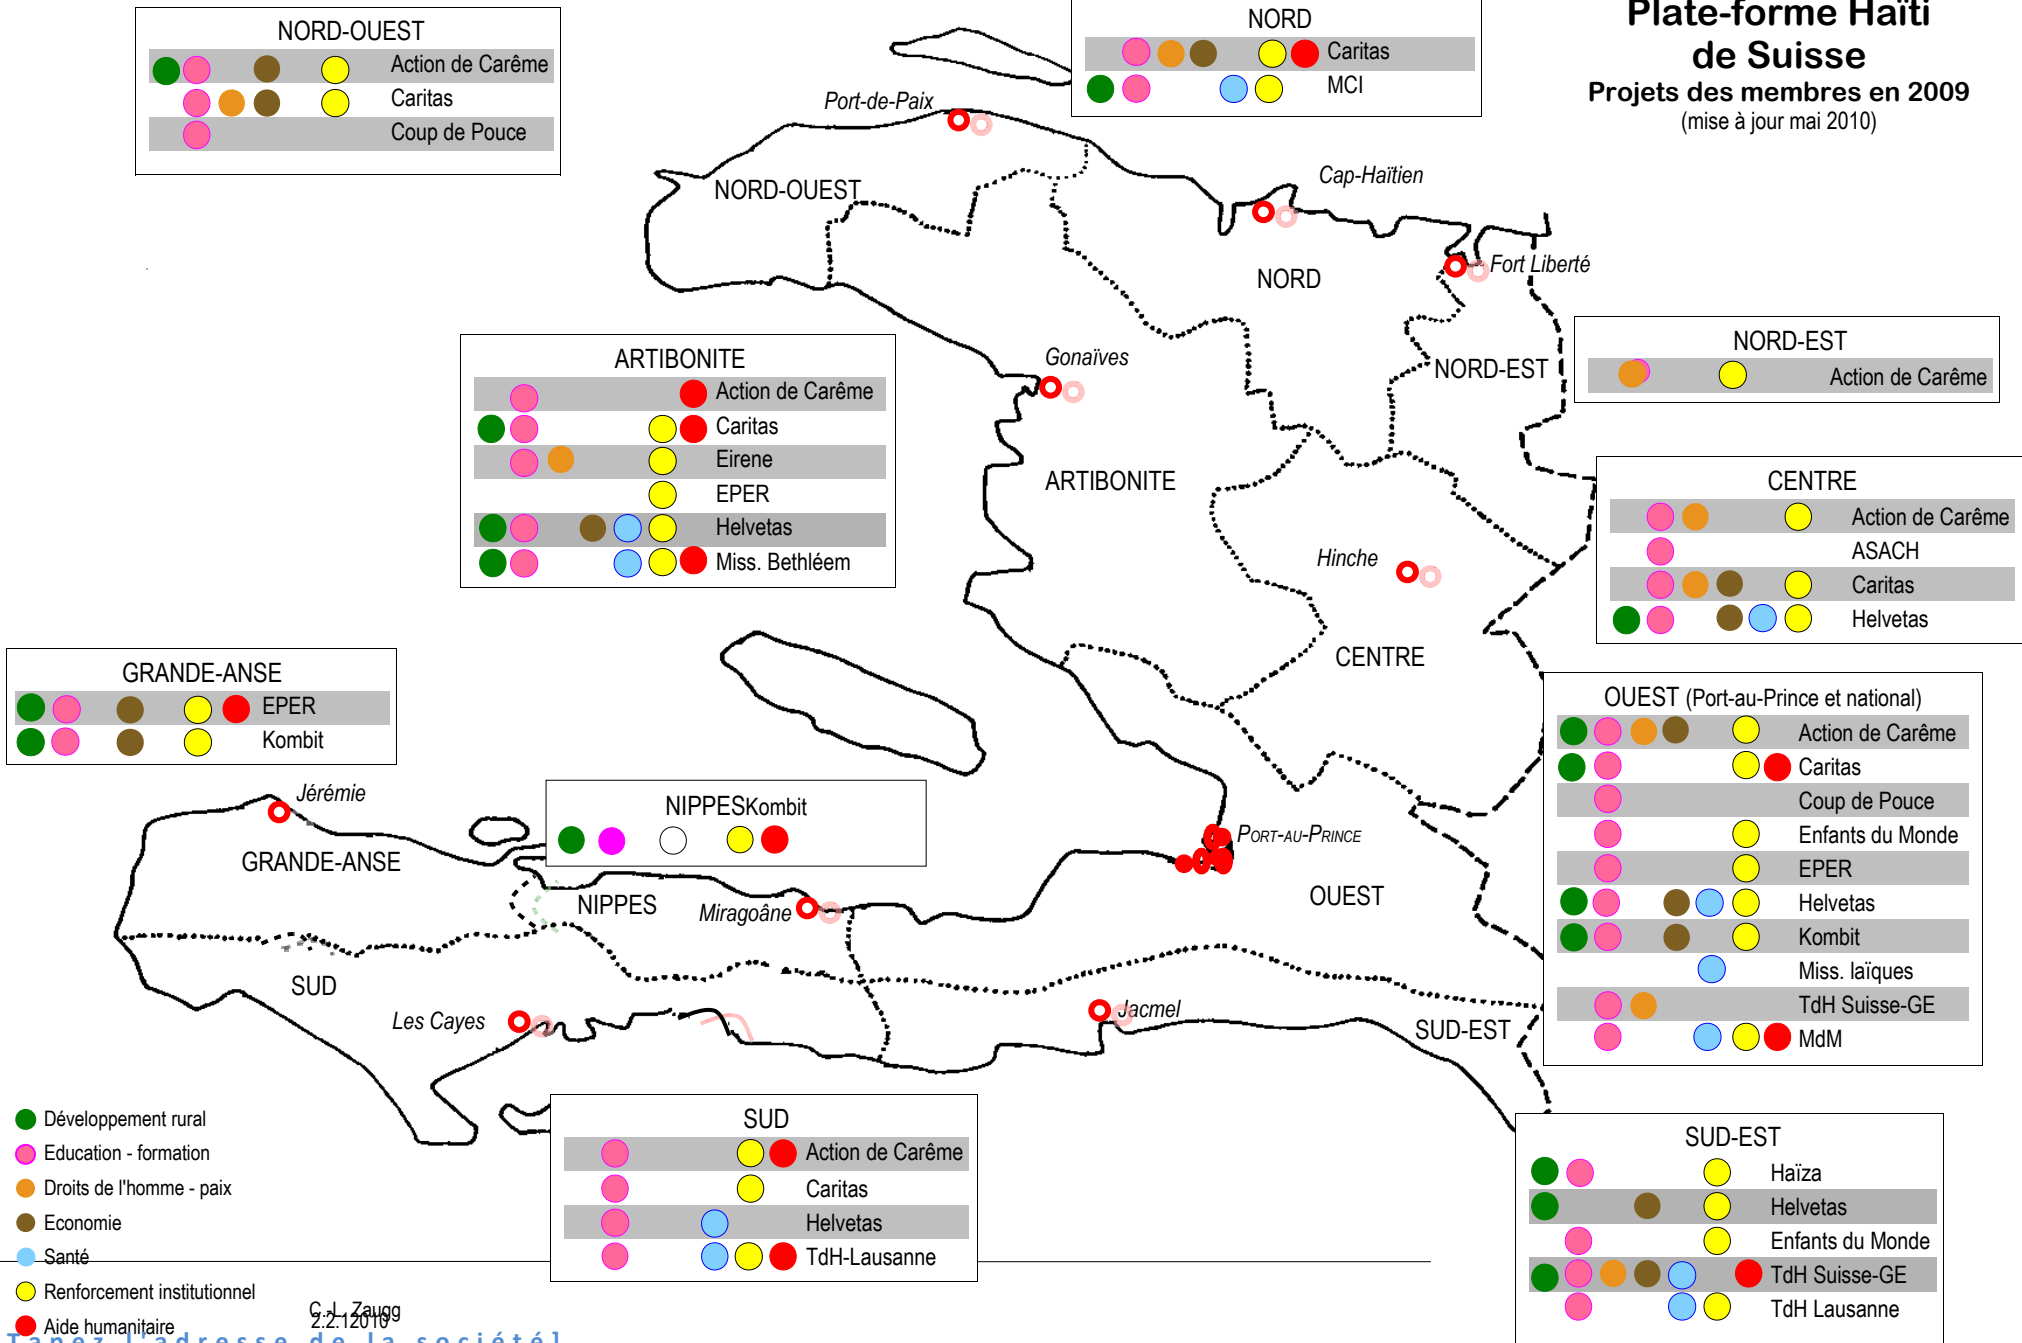 Plate-forme Haïti
de Suisse
Projets des membres en 2009
(mise à jour mai 2010)
NORD-OUEST
Action de Carême
Caritas
Coup de Pouce
NORD
Caritas
MCI
Port-de-Paix
NORD-OUEST
Cap-Haïtien
NORD
Fort Liberté
NORD-EST
NORD-EST
Action de Carême
ARTIBONITE
Action de Carême
Caritas
Eirene
EPER
Helvetas
Miss. Bethléem
Gonaïves
ARTIBONITE
CENTRE
Action de Carême
ASACH
Caritas
Helvetas
Hinche
CENTRE
GRANDE-ANSE
EPER
Kombit
OUEST (Port-au-Prince et national)
Action de Carême
Caritas
Coup de Pouce
Enfants du Monde
EPER
Helvetas
Kombit
Miss. laïques
TdH Suisse-GE
MdM
Jérémie
GRANDE-ANSE
NIPPESKombit
PORT-AU-PRINCE
OUEST
NIPPES
Miragoâne
SUD
Les Cayes
Jacmel
SUD-EST
SUD
Action de Carême
Caritas
Helvetas
TdH-Lausanne
SUD-EST
Haïza
Helvetas
Enfants du Monde
TdH Suisse-GE
TdH Lausanne
Développement rural
Education - formation
Droits de l'homme - paix
Economie
Santé
Renforcement institutionnel
Aide humanitaire
C.-L. Zaugg
Tapez l'adresse de la société]